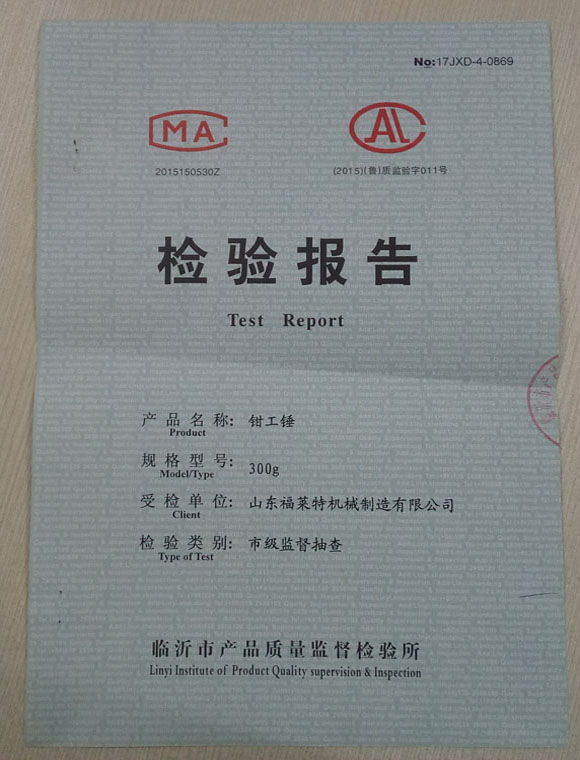 No:17JXD-4-0869
MA
AL
2015150530Z
(2015)(鲁)质监验字011号
检验报告
Test Report
产品名称: 钳工锤
Product
规格型号: 300g
Model/Type
受检单位: 山东福莱特机械制造有限公司
Client
检验类别: 市级监督抽查
Type of Test
临沂市产品质量监督检验所
Linyi Institute of Product Quality supervision & Inspection